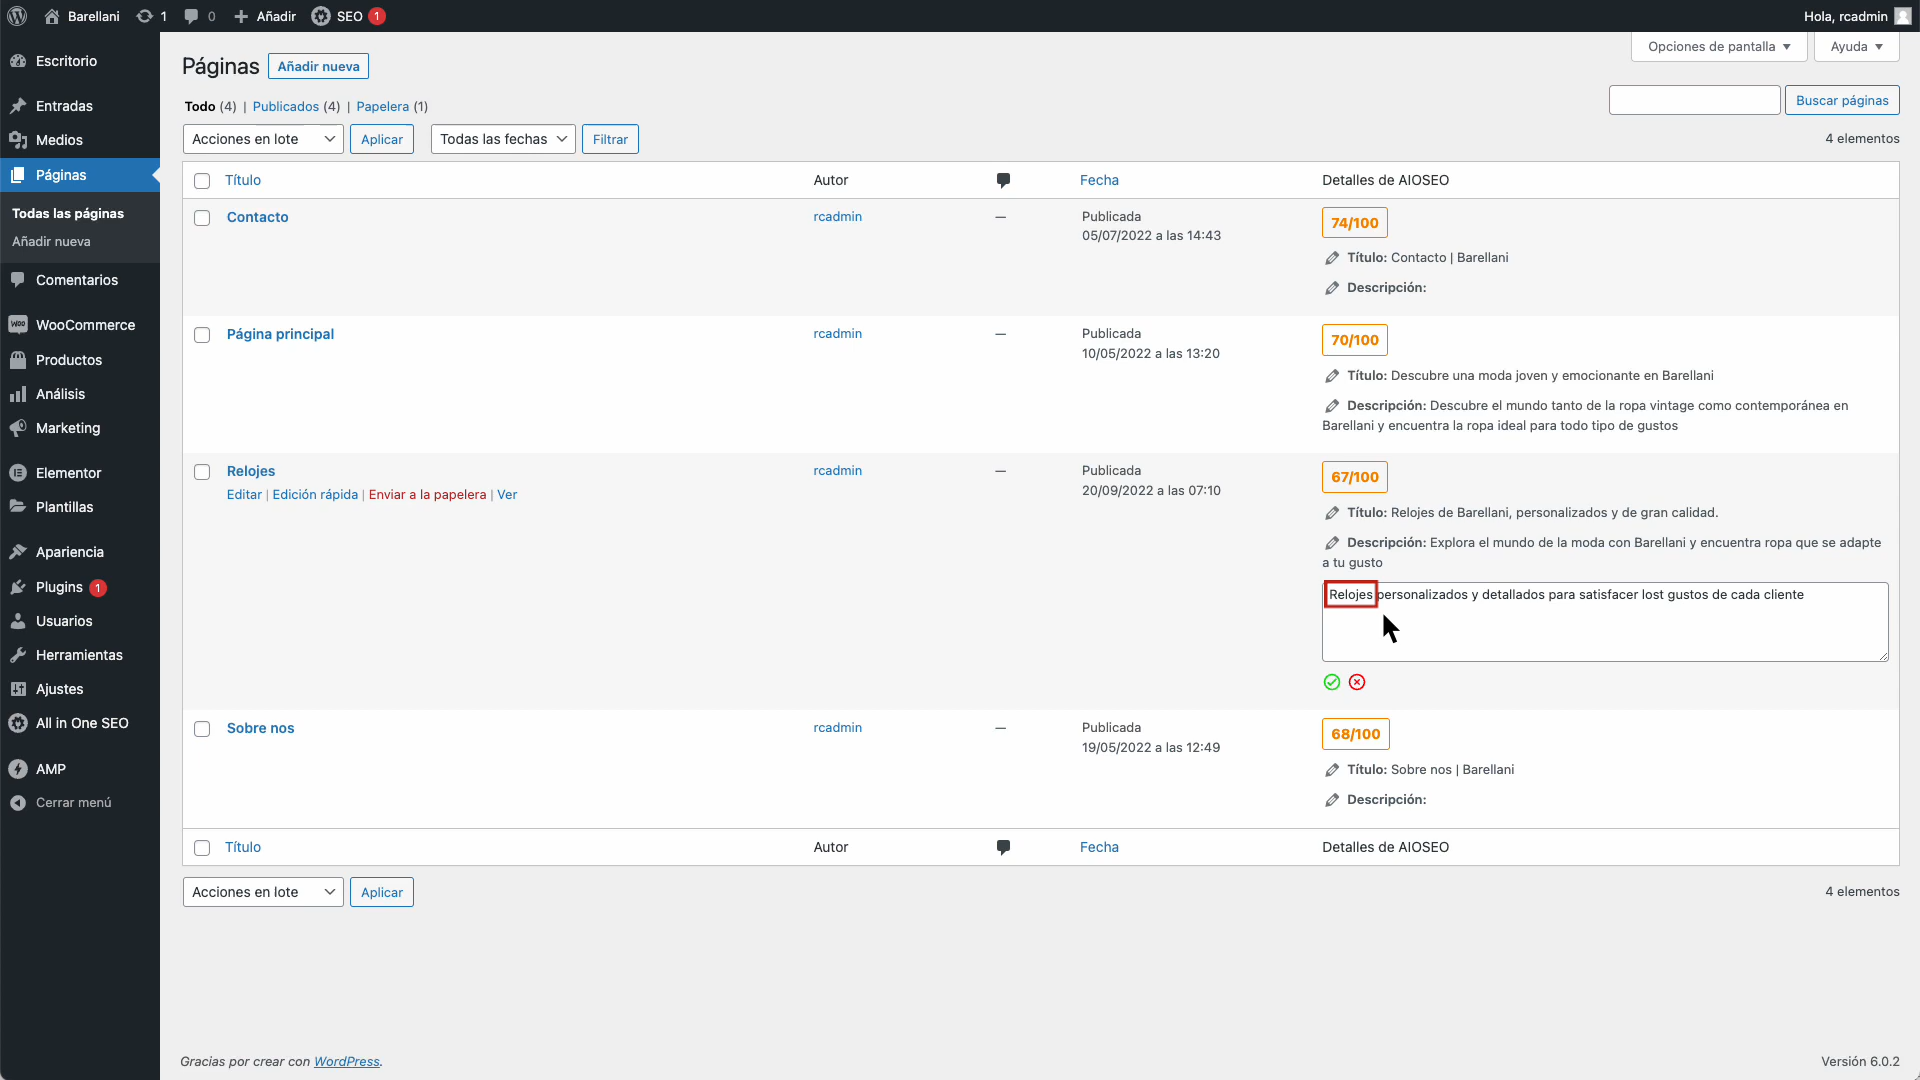 Barellani 1 0 Añadir SEO 1 Hola, rcadmin
Opciones de pantalla Ayuda
Escritorio
Entradas
Medios
Páginas
Todas las páginas
Añadir nueva
Comentarios
WooCommerce
Productos
Análisis
Marketing
Elementor
Plantillas
Apariencia
Plugins 1
Usuarios
Herramientas
Ajustes
All in One SEO
AMP
Cerrar menú
Páginas Añadir nueva
Todo (4) | Publicados (4) | Papelera (1)
Buscar páginas
Acciones en lote Aplicar Todas las fechas Filtrar 4 elementos
Título Autor Fecha Detalles de AIOSEO
Contacto rcadmin — Publicada
05/07/2022 a las 14:43
74/100
Título: Contacto | Barellani
Descripción:
Página principal rcadmin — Publicada
10/05/2022 a las 13:20
70/100
Título: Descubre una moda joven y emocionante en Barellani
Descripción: Descubre el mundo tanto de la ropa vintage como contemporánea en
Barellani y encuentra la ropa ideal para todo tipo de gustos
Relojes rcadmin — Publicada
Editar | Edición rápida | Enviar a la papelera | Ver
20/09/2022 a las 07:10
67/100
Título: Relojes de Barellani, personalizados y de gran calidad.
Descripción: Explora el mundo de la moda con Barellani y encuentra ropa que se adapte
a tu gusto
Relojes personalizados y detallados para satisfacer lost gustos de cada cliente
Sobre nos rcadmin — Publicada
19/05/2022 a las 12:49
68/100
Título: Sobre nos | Barellani
Descripción:
Título Autor Fecha Detalles de AIOSEO
Acciones en lote Aplicar 4 elementos
Gracias por crear con WordPress. Versión 6.0.2